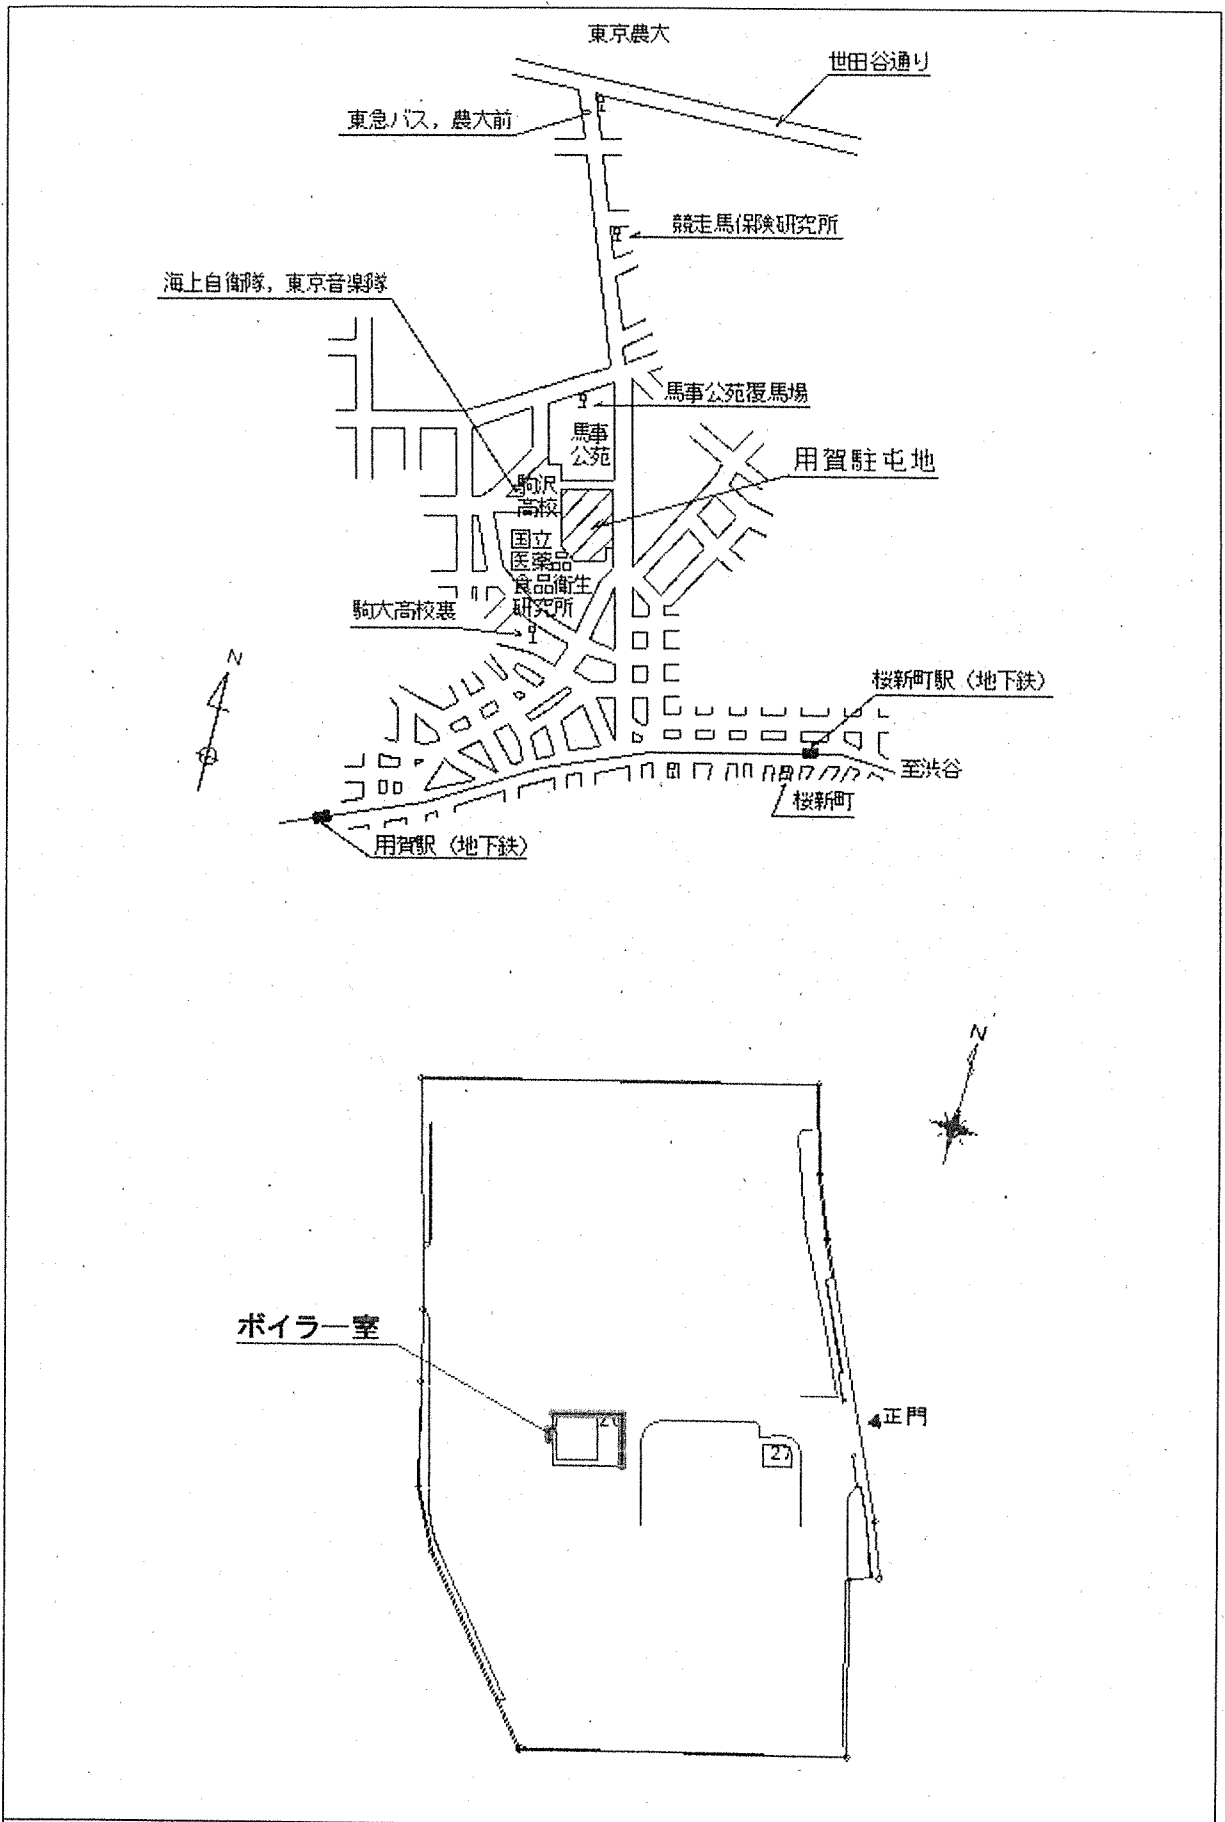 東京農大
世田谷通り
東急バス，農大前
競走馬保険研究所
海上自衛隊，東京音楽隊
馬事公苑覆馬場
馬事
公苑
用賀駐屯地
駒沢
高校
国立
医薬品
食品衛生
研究所
駒大高校裏
N
桜新町駅（地下鉄）
至渋谷
桜新町
用賀駅（地下鉄）
N
ボイラー室
正門
27